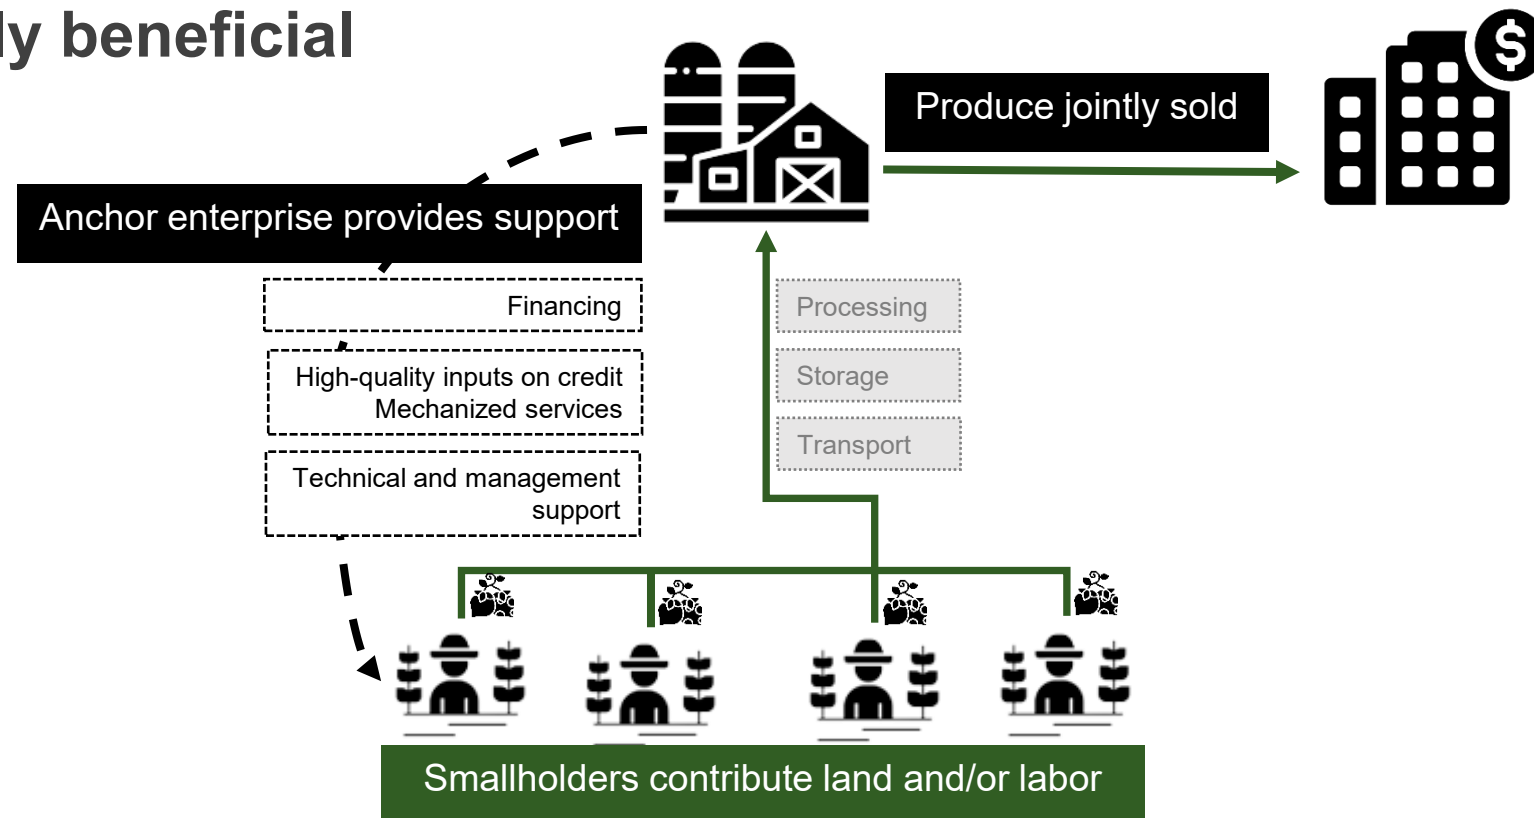 ly beneficial
$
Produce jointly sold
Anchor enterprise provides support
Financing
High-quality inputs on credit
Mechanized services
Technical and management
support
Processing
Storage
Transport
Smallholders contribute land and/or labor